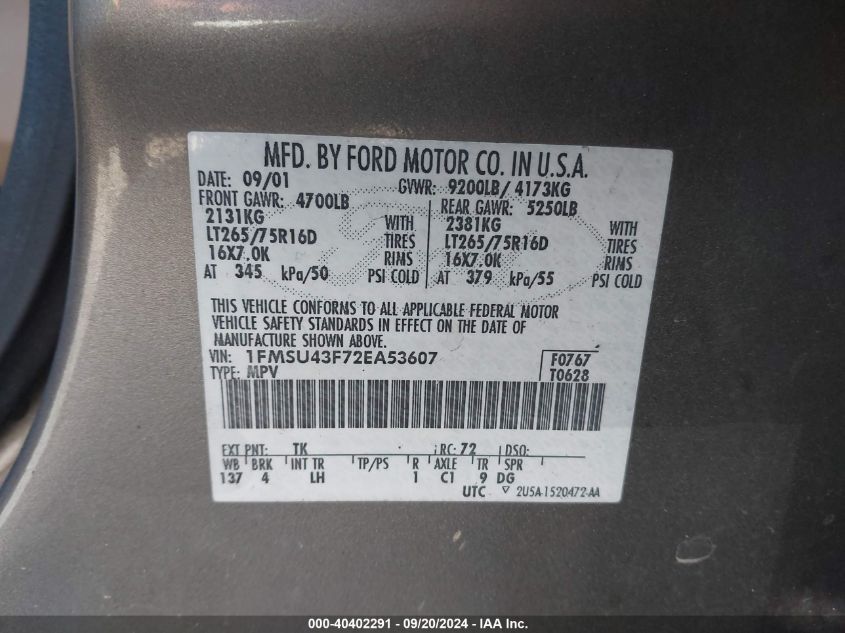 MFD. BY FORD MOTOR CO. IN U.S.A.
DATE: 09/01 GVWR: 9200LB/ 4173KG
FRONT GAWR: 4700LB REAR GAWR: 5250LB
2131KG WITH 2381KG WITH
LT265/75R16D TIRES LT265/75R16D TIRES
16X7.0K RIMS 16X7.0K RIMS
AT 345 kPa/50 PSI COLD AT 379 kPa/55 PSI COLD
THIS VEHICLE CONFORMS TO ALL APPLICABLE FEDERAL MOTOR
VEHICLE SAFETY STANDARDS IN EFFECT ON THE DATE OF
MANUFACTURE SHOWN ABOVE.
VIN: 1FMSU43F72EA53607 F0767
TYPE: MPV T0628
EXT PNT: TK RC: 72 DSO:
WB BRK INT TR TP/PS R AXLE TR SPR
137 4 LH 1 C1 9 DG
UTC 2U5A-1520472-AA
000-40402291 - 09/20/2024 - IAA Inc.